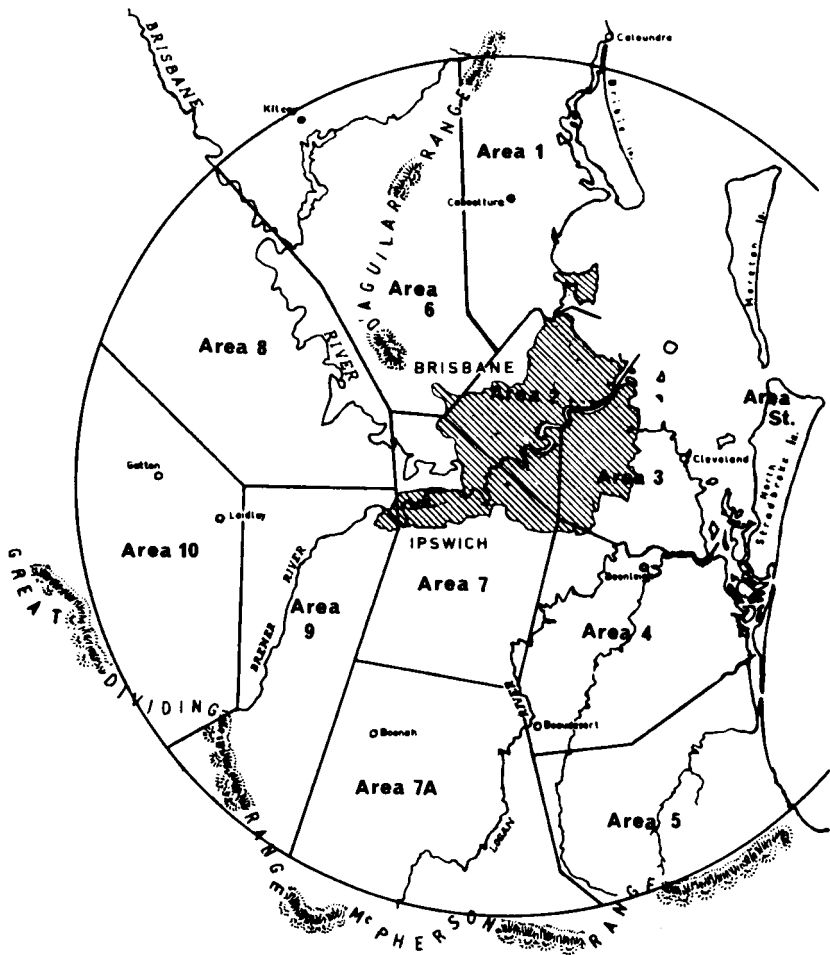 BRISBANE
Caloundra
Kilcoy
Bribie Is.
Area 1
Caboolture
D'AGUILAR RANGE
Moreton Is.
Area
6
Area 8
RIVER
BRISBANE
Area 2
Area
St.
North
Stradbroke Is.
Cleveland
Area 3
Gatton
Laidley
Area 10
IPSWICH
Beenleigh
Area 7
RIVER
BREMER
Area
9
Area 4
GREAT
DIVIDING
RANGE
RIVER
Beaudesert
Boonah
Area 7A
LOGAN
Area 5
McPHERSON
RANGE